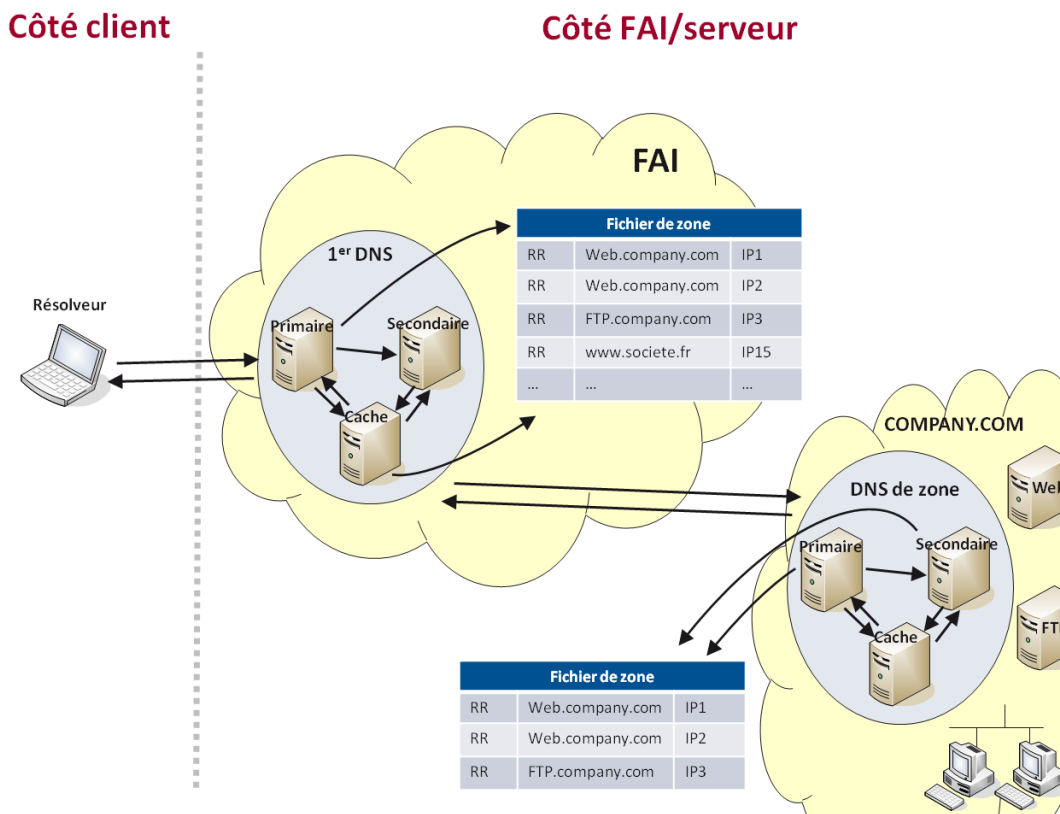 Côté client
Côté FAI/serveur
FAI
1er DNS
Résolveur
Primaire
Secondaire
Cache
Fichier de zone
RR Web.company.com IP1
RR Web.company.com IP2
RR FTP.company.com IP3
RR www.societe.fr IP15
... ... ...
COMPANY.COM
DNS de zone
Web
Primaire
Secondaire
Cache
Fichier de zone
RR Web.company.com IP1
RR Web.company.com IP2
RR FTP.company.com IP3